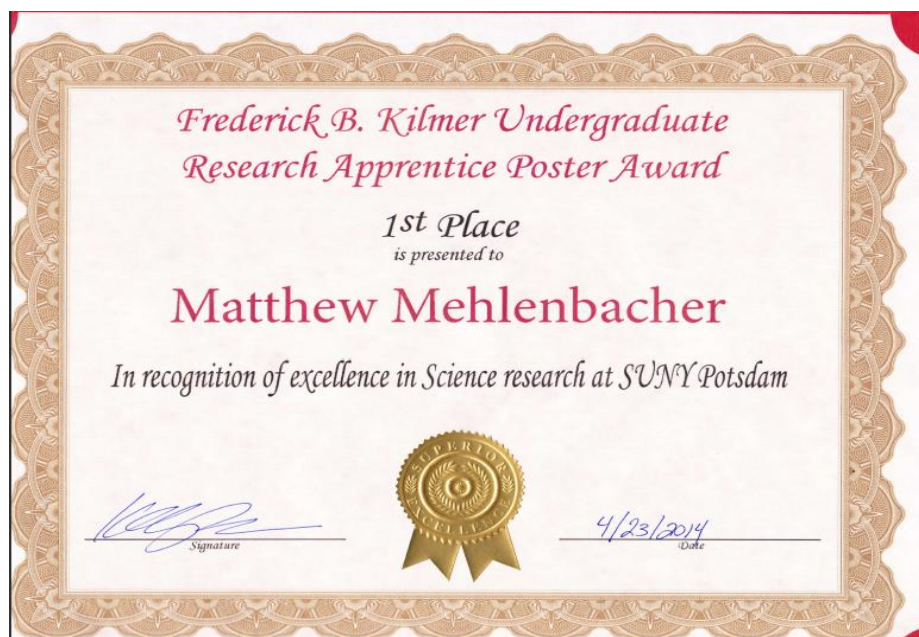 Frederick B. Kilmer Undergraduate
Research Apprentice Poster Award
1st Place
is presented to
Matthew Mehlenbacher
In recognition of excellence in Science research at SUNY Potsdam
SUPERIOR
EXCELLENCE
4/23/2014
Signature
Date